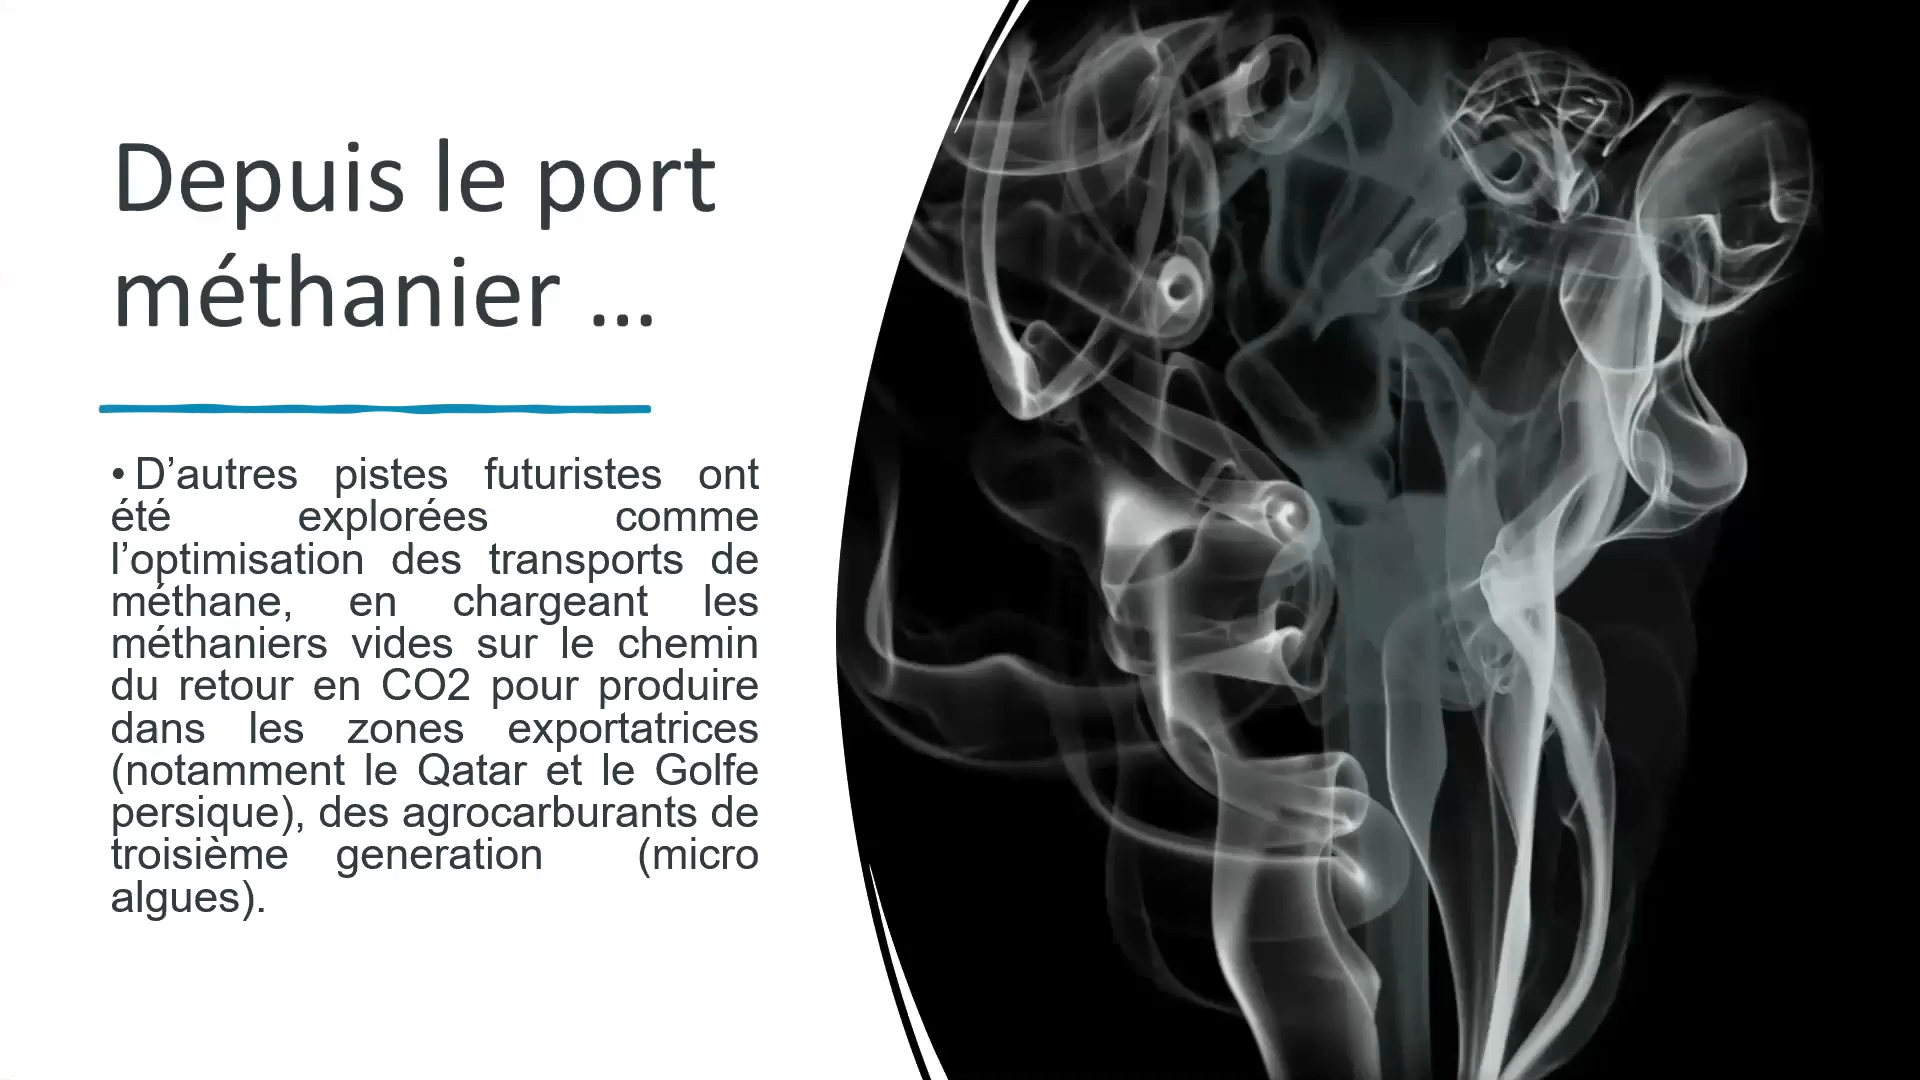 Depuis le port
méthanier ...
• D’autres pistes futuristes ont
été explorées comme
l’optimisation des transports de
méthane, en chargeant les
méthaniers vides sur le chemin
du retour en CO2 pour produire
dans les zones exportatrices
(notamment le Qatar et le Golfe
persique), des agrocarburants de
troisième generation (micro
algues).